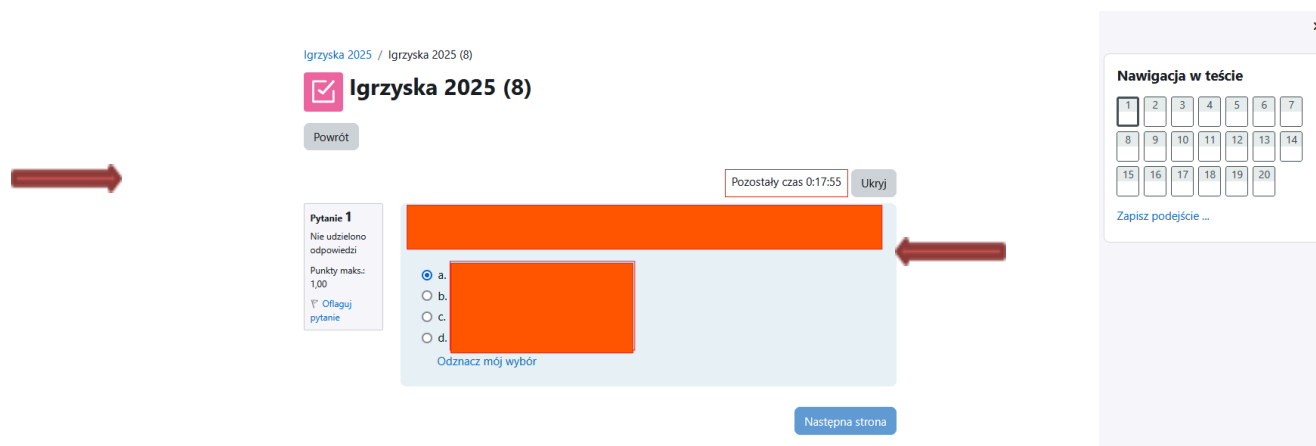 Igrzyska 2025 / Igrzyska 2025 (8)
Igrzyska 2025 (8)
Powrót
Pozostały czas 0:17:55
Ukryj
Pytanie 1
Nie udzielono
odpowiedzi
Punkty maks.:
1,00
Oflaguj
pytanie
a.
b.
c.
d.
Odznacz mój wybór
Następna strona
Nawigacja w teście
1 2 3 4 5 6 7
8 9 10 11 12 13 14
15 16 17 18 19 20
Zapisz podejście ...